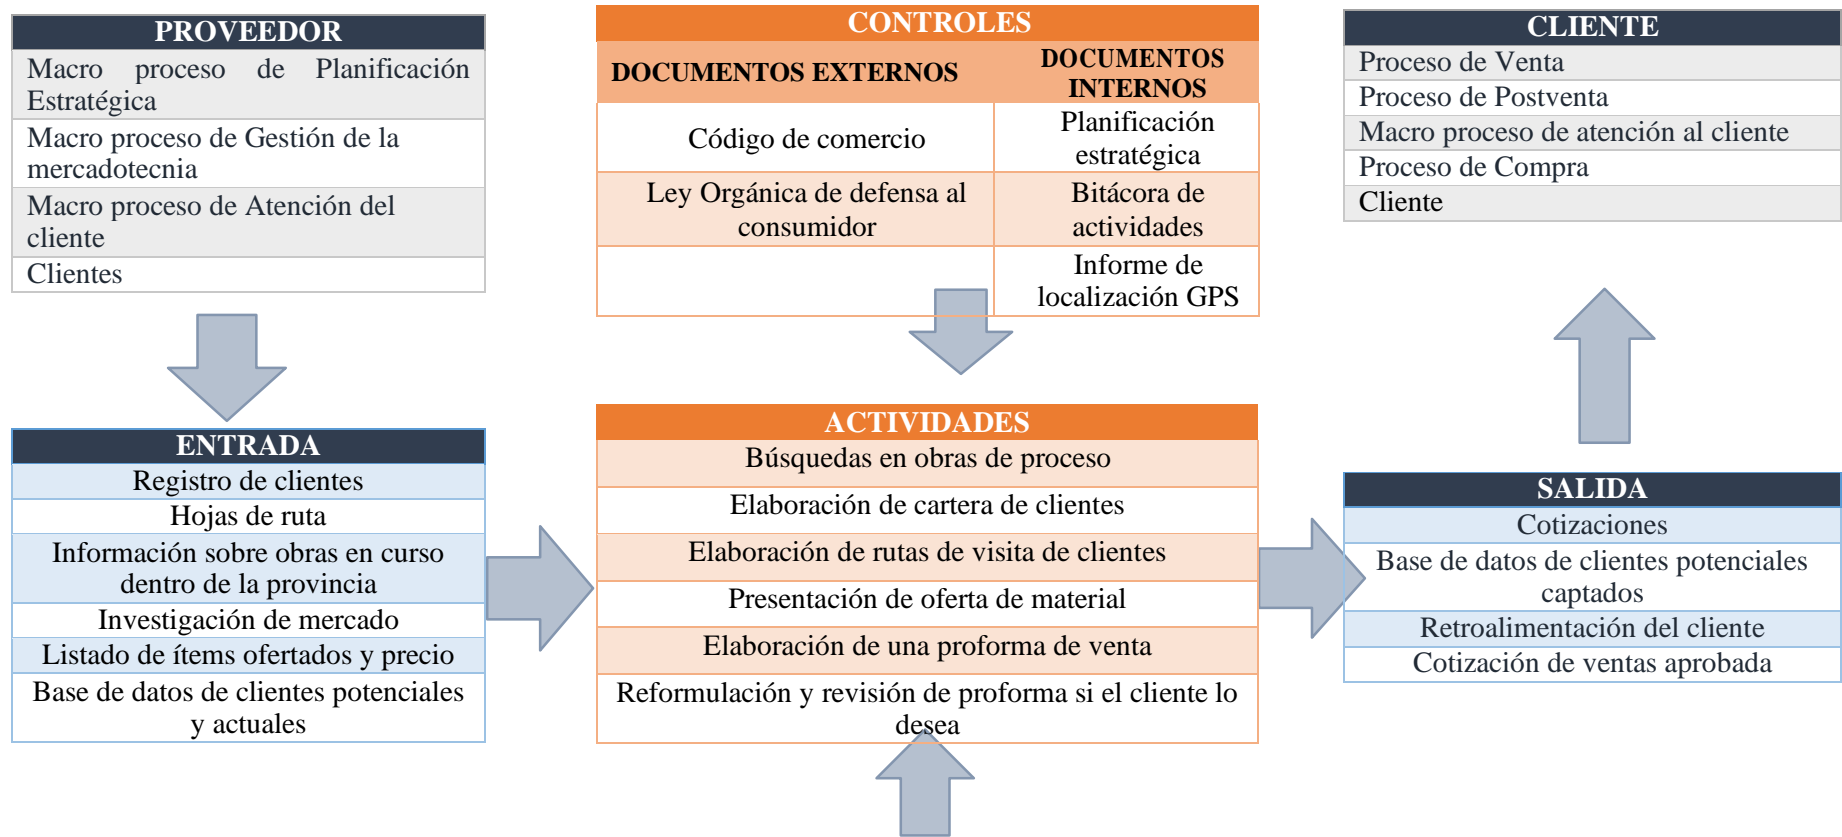 PROVEEDOR
Macro proceso de Planificación
Estratégica
Macro proceso de Gestión de la
mercadotecnia
Macro proceso de Atención del
cliente
Clientes
CONTROLES
DOCUMENTOS EXTERNOS
DOCUMENTOS
INTERNOS
Código de comercio
Planificación
estratégica
Ley Orgánica de defensa al
consumidor
Bitácora de
actividades
Informe de
localización GPS
CLIENTE
Proceso de Venta
Proceso de Postventa
Macro proceso de atención al cliente
Proceso de Compra
Cliente
ENTRADA
Registro de clientes
Hojas de ruta
Información sobre obras en curso
dentro de la provincia
Investigación de mercado
Listado de ítems ofertados y precio
Base de datos de clientes potenciales
y actuales
ACTIVIDADES
Búsquedas en obras de proceso
Elaboración de cartera de clientes
Elaboración de rutas de visita de clientes
Presentación de oferta de material
Elaboración de una proforma de venta
Reformulación y revisión de proforma si el cliente lo
desea
SALIDA
Cotizaciones
Base de datos de clientes potenciales
captados
Retroalimentación del cliente
Cotización de ventas aprobada